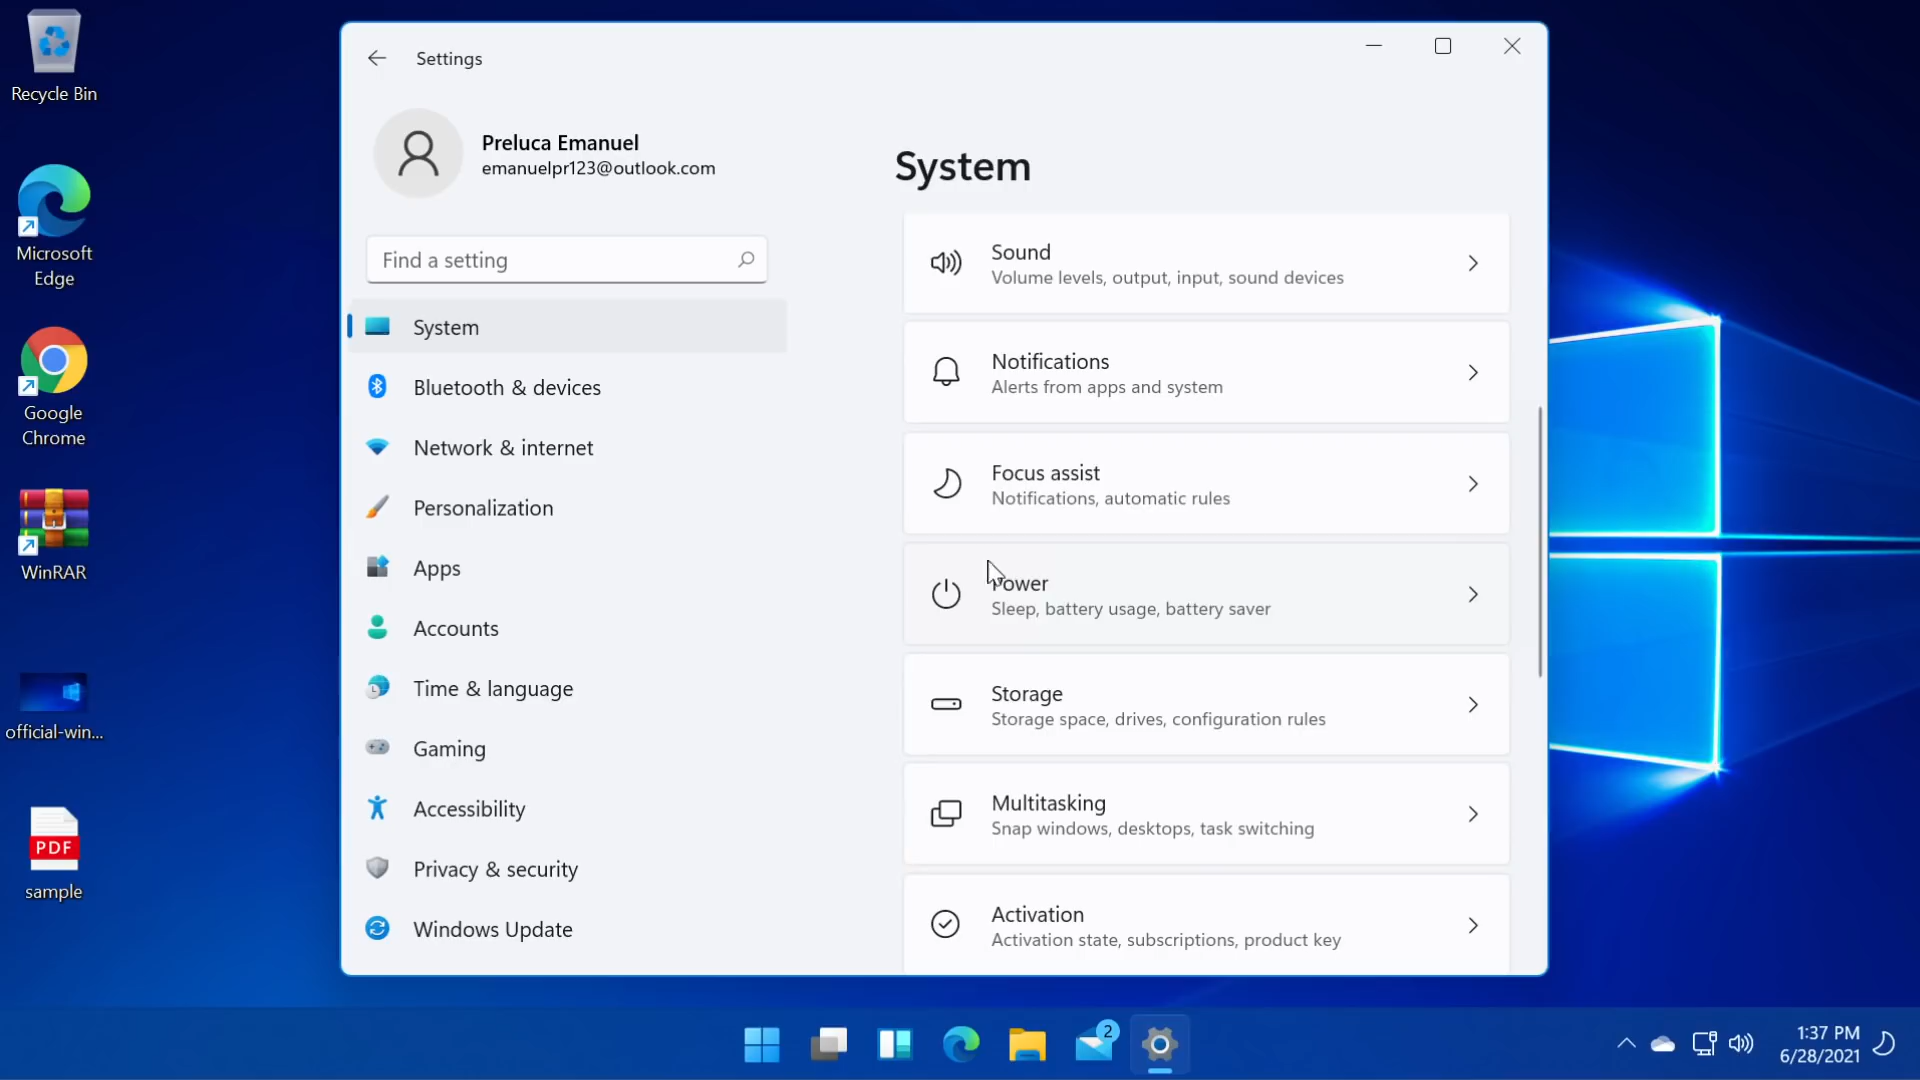 Recycle Bin
Microsoft
Edge
Google
Chrome
WinRAR
official-win...
PDF
sample
Settings
Preluca Emanuel
emanuelpr123@outlook.com
Find a setting
System
Bluetooth & devices
Network & internet
Personalization
Apps
Accounts
Time & language
Gaming
Accessibility
Privacy & security
Windows Update
System
Sound
Volume levels, output, input, sound devices
Notifications
Alerts from apps and system
Focus assist
Notifications, automatic rules
Power
Sleep, battery usage, battery saver
Storage
Storage space, drives, configuration rules
Multitasking
Snap windows, desktops, task switching
Activation
Activation state, subscriptions, product key
2
1:37 PM
6/28/2021